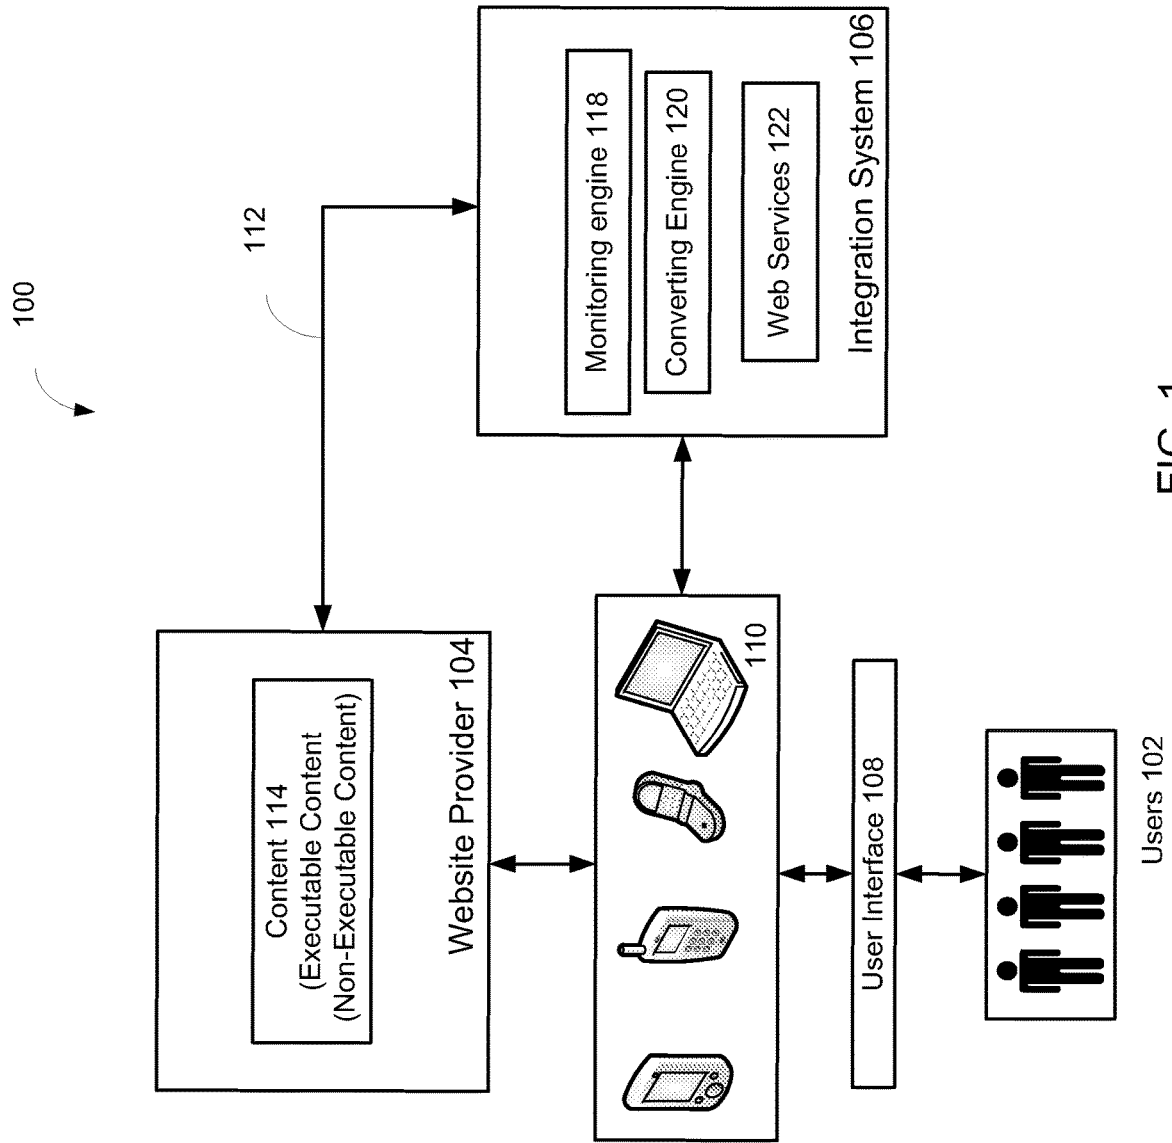 100
112
Content 114
(Executable Content
(Non-Executable Content)
Website Provider 104
Monitoring engine 118
Converting Engine 120
Web Services 122
Integration System 106
110
User Interface 108
Users 102